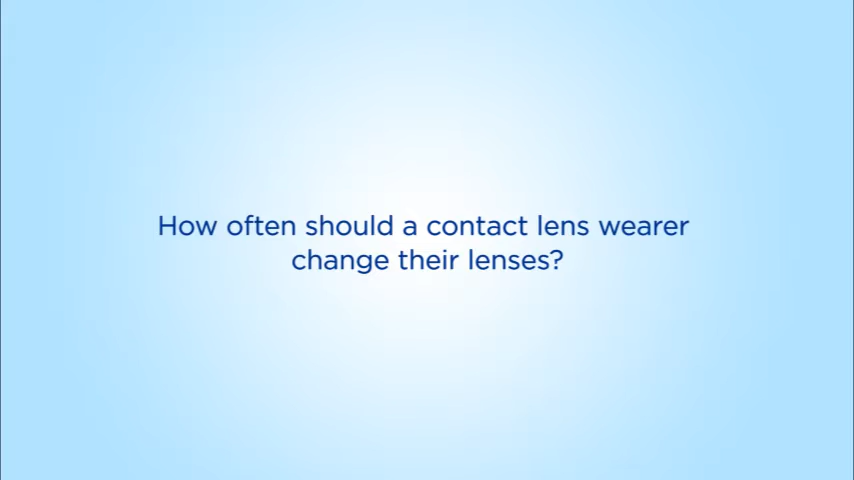 How often should a contact lens wearer
change their lenses?